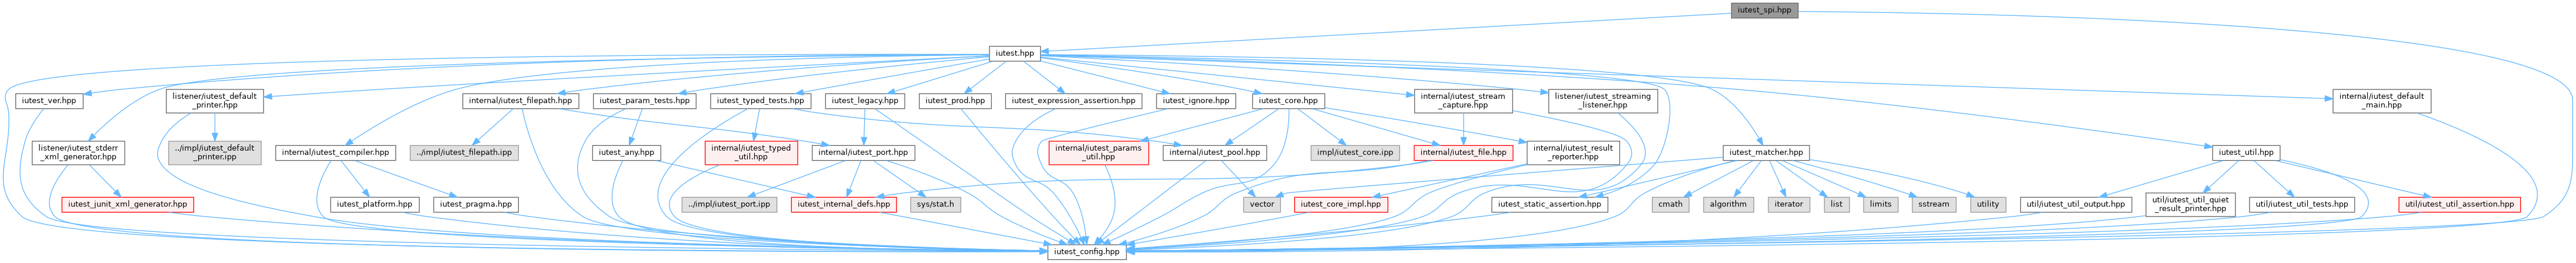 iutest_spi.hpp
iutest.hpp
iutest_ver.hpp
listener/iutest_default
_printer.hpp
internal/iutest_filepath.hpp
iutest_param_tests.hpp
iutest_typed_tests.hpp
iutest_legacy.hpp
iutest_prod.hpp
iutest_expression_assertion.hpp
iutest_ignore.hpp
iutest_core.hpp
internal/iutest_stream
_capture.hpp
listener/iutest_streaming
_listener.hpp
internal/iutest_default
_main.hpp
listener/iutest_stderr
_xml_generator.hpp
../impl/iutest_default
_printer.ipp
internal/iutest_compiler.hpp
../impl/iutest_filepath.ipp
iutest_any.hpp
internal/iutest_typed
_util.hpp
internal/iutest_port.hpp
internal/iutest_params
_util.hpp
internal/iutest_pool.hpp
impl/iutest_core.ipp
internal/iutest_file.hpp
internal/iutest_result
_reporter.hpp
iutest_matcher.hpp
iutest_util.hpp
iutest_junit_xml_generator.hpp
iutest_platform.hpp
iutest_pragma.hpp
../impl/iutest_port.ipp
iutest_internal_defs.hpp
sys/stat.h
vector
iutest_core_impl.hpp
iutest_static_assertion.hpp
cmath
algorithm
iterator
list
limits
sstream
utility
util/iutest_util_output.hpp
util/iutest_util_quiet
_result_printer.hpp
util/iutest_util_tests.hpp
util/iutest_util_assertion.hpp
iutest_config.hpp